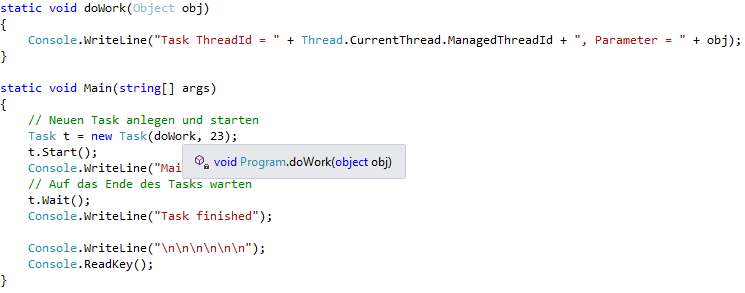 static void doWork(Object obj)
{
    Console.WriteLine("Task ThreadId = " + Thread.CurrentThread.ManagedThreadId + ", Parameter = " + obj);
}

static void Main(string[] args)
{
    // Neuen Task anlegen und starten
    Task t = new Task(doWork, 23);
    t.Start();
    Console.WriteLine("Mai
void Program.doWork(object obj)
    // Auf das Ende des Tasks warten
    t.Wait();
    Console.WriteLine("Task finished");

    Console.WriteLine("\n\n\n\n\n\n");
    Console.ReadKey();
}